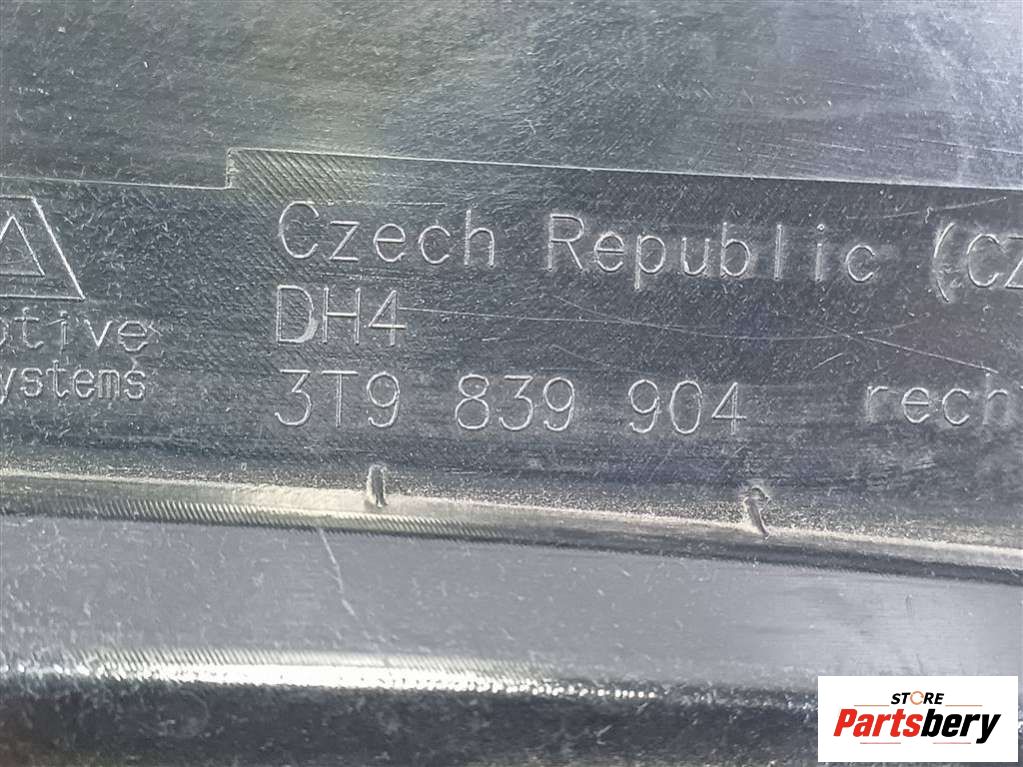 Czech Republic (CZ
DH4
3T9 839 904 rech
otive
ystems
STORE
Partsbery